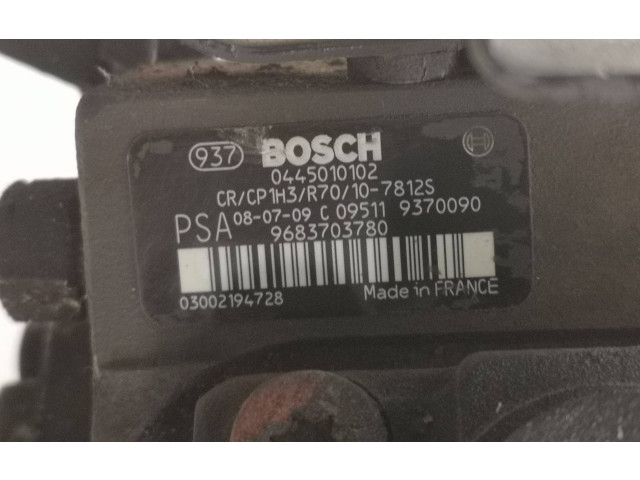 937 BOSCH
0445010102
CR/CP1H3/R70/10-7812S
PSA 08-07-09 C 09511 9370090
9683703780
03002194728 Made in FRANCE